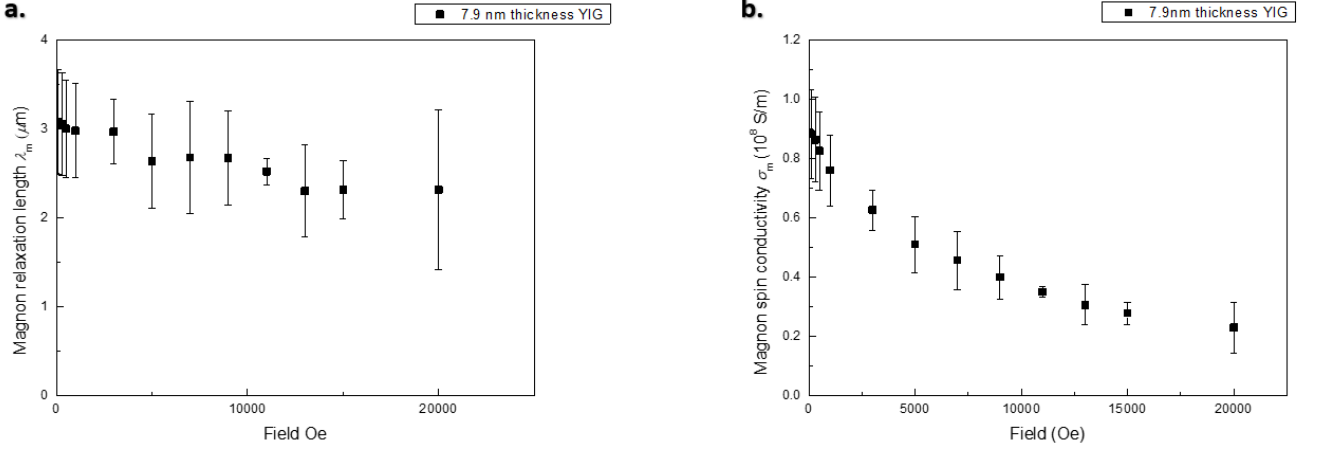 a.
7.9 nm thickness YIG
4
3
2
1
0
Magnon relaxation length λm (μm)
0
10000
20000
Field Oe
b.
7.9nm thickness YIG
1.2
1.0
0.8
0.6
0.4
0.2
0.0
Magnon spin conductivity σm (10⁸ S/m)
0
5000
10000
15000
20000
Field (Oe)